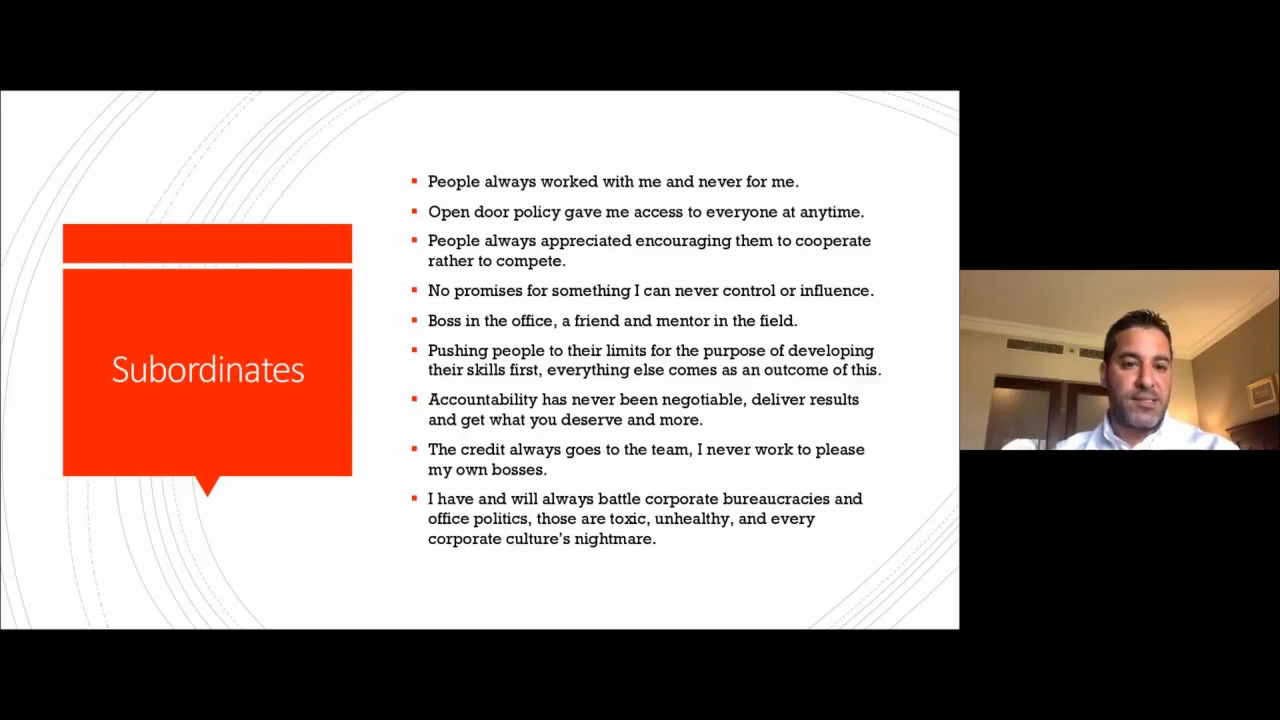 Subordinates
People always worked with me and never for me.
Open door policy gave me access to everyone at anytime.
People always appreciated encouraging them to cooperate
rather to compete.
No promises for something I can never control or influence.
Boss in the office, a friend and mentor in the field.
Pushing people to their limits for the purpose of developing
their skills first, everything else comes as an outcome of this.
Accountability has never been negotiable, deliver results
and get what you deserve and more.
The credit always goes to the team, I never work to please
my own bosses.
I have and will always battle corporate bureaucracies and
office politics, those are toxic, unhealthy, and every
corporate culture's nightmare.